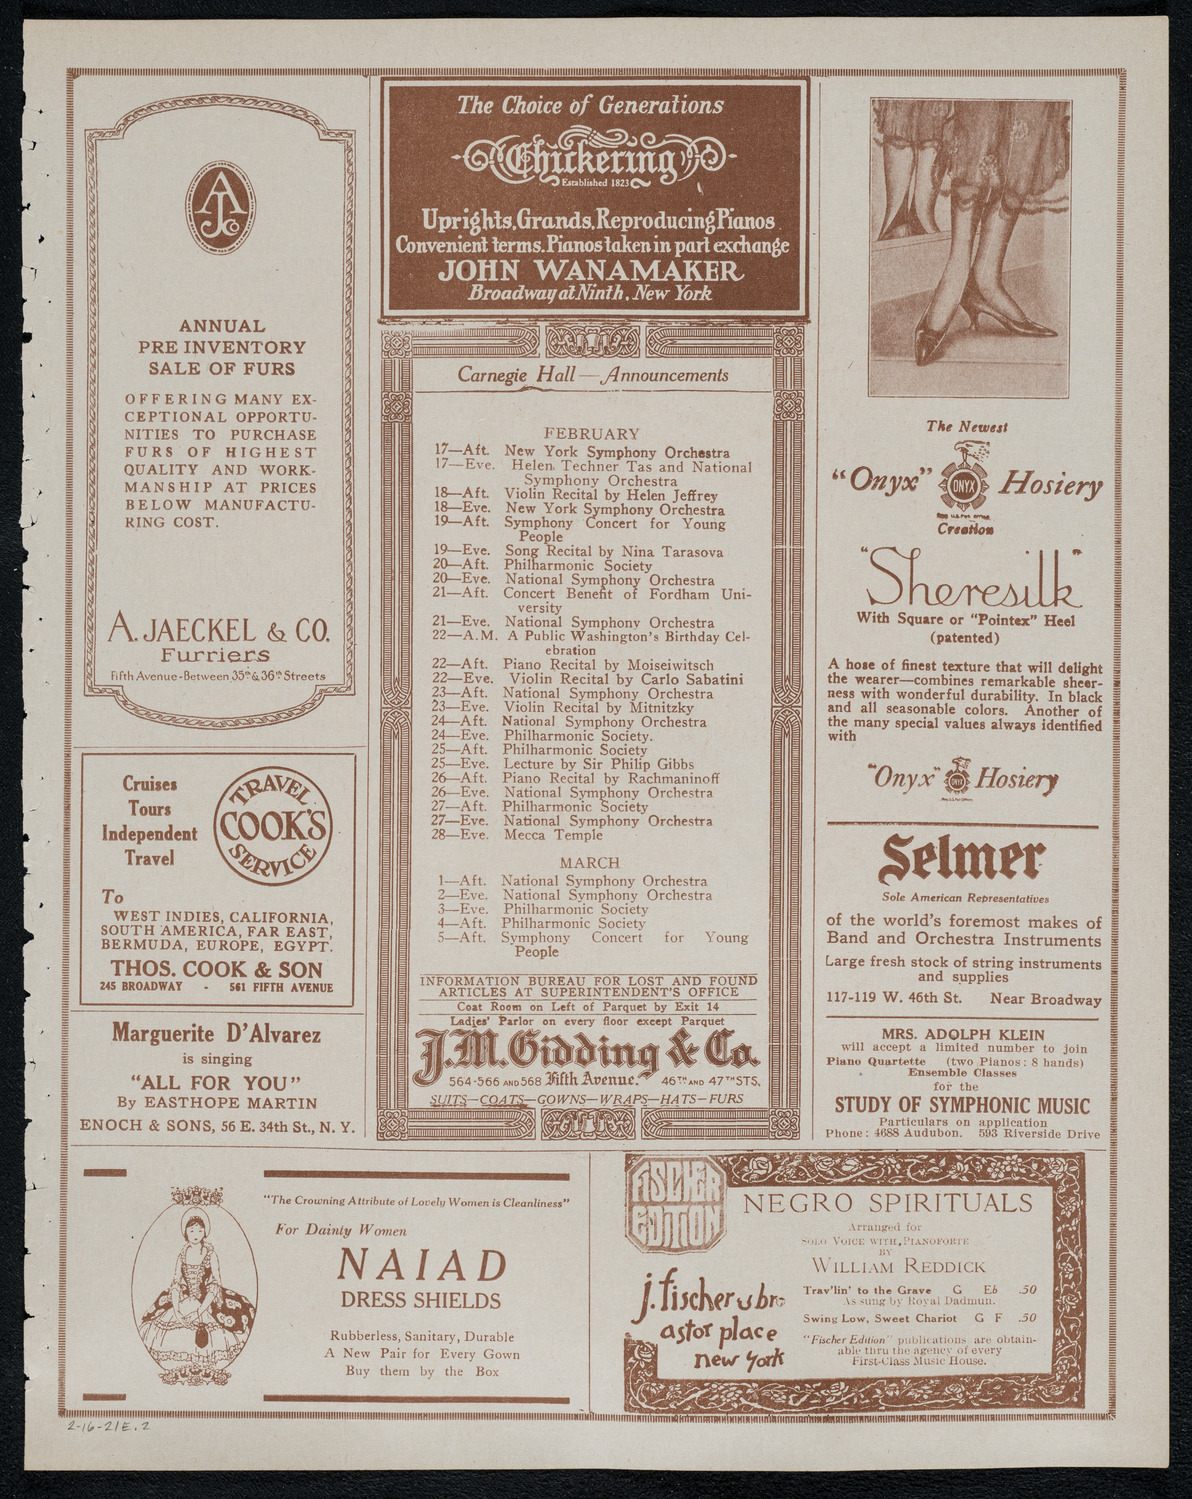 AJCo
ANNUAL
PRE INVENTORY
SALE OF FURS
OFFERING MANY EX-
CEPTIONAL OPPORTU-
NITIES TO PURCHASE
FURS OF HIGHEST
QUALITY AND WORK-
MANSHIP AT PRICES
BELOW MANUFACTU-
RING COST.
A. JAECKEL & CO.
Furriers
Fifth Avenue-Between 35th & 36th Streets
Cruises
Tours
Independent
Travel
TRAVEL
COOK'S
SERVICE
To
WEST INDIES, CALIFORNIA,
SOUTH AMERICA, FAR EAST,
BERMUDA, EUROPE, EGYPT.
THOS. COOK & SON
245 BROADWAY - 561 FIFTH AVENUE
Marguerite D'Alvarez
is singing
"ALL FOR YOU"
By EASTHOPE MARTIN
ENOCH & SONS, 56 E. 34th St., N. Y.
The Choice of Generations
Chickering
Established 1823
Uprights, Grands, Reproducing Pianos
Convenient terms. Pianos taken in part exchange
JOHN WANAMAKER
Broadway at Ninth, New York
Carnegie Hall — Announcements
FEBRUARY
17—Aft. New York Symphony Orchestra
17—Eve. Helen Techner Tas and National
Symphony Orchestra
18—Aft. Violin Recital by Helen Jeffrey
18—Eve. New York Symphony Orchestra
19—Aft. Symphony Concert for Young
People
19—Eve. Song Recital by Nina Tarasova
20—Aft. Philharmonic Society
20—Eve. National Symphony Orchestra
21—Aft. Concert Benefit of Fordham Uni-
versity
21—Eve. National Symphony Orchestra
22—A.M. A Public Washington's Birthday Cel-
ebration
22—Aft. Piano Recital by Moiseiwitsch
22—Eve. Violin Recital by Carlo Sabatini
23—Aft. National Symphony Orchestra
23—Eve. Violin Recital by Mitnitzky
24—Aft. National Symphony Orchestra
24—Eve. Philharmonic Society.
25—Aft. Philharmonic Society
25—Eve. Lecture by Sir Philip Gibbs
26—Aft. Piano Recital by Rachmaninoff
26—Eve. National Symphony Orchestra
27—Aft. Philharmonic Society
27—Eve. National Symphony Orchestra
28—Eve. Mecca Temple
MARCH
1—Aft. National Symphony Orchestra
2—Eve. National Symphony Orchestra
3—Eve. Philharmonic Society
4—Aft. Philharmonic Society
5—Aft. Symphony Concert for Young
People
INFORMATION BUREAU FOR LOST AND FOUND
ARTICLES AT SUPERINTENDENT'S OFFICE
Coat Room on Left of Parquet by Exit 14
Ladies' Parlor on every floor except Parquet
J. M. Gidding & Co.
564-566 AND 568 Fifth Avenue. 46TH AND 47TH STS.
SUITS—COATS—GOWNS—WRAPS—HATS—FURS
The Newest
"Onyx" ONYX Hosiery
Reg. U.S. Pat. Office
Creation
"Sheresilk"
With Square or "Pointex" Heel
(patented)
A hose of finest texture that will delight
the wearer—combines remarkable sheer-
ness with wonderful durability. In black
and all seasonable colors. Another of
the many special values always identified
with
"Onyx" Hosiery
Selmer
Sole American Representatives
of the world's foremost makes of
Band and Orchestra Instruments
Large fresh stock of string instruments
and supplies
117-119 W. 46th St. Near Broadway
MRS. ADOLPH KLEIN
will accept a limited number to join
Piano Quartette (two Pianos: 8 hands)
Ensemble Classes
for the
STUDY OF SYMPHONIC MUSIC
Particulars on application
Phone: 4688 Audubon. 593 Riverside Drive
"The Crowning Attribute of Lovely Women is Cleanliness"
For Dainty Women
NAIAD
DRESS SHIELDS
Rubberless, Sanitary, Durable
A New Pair for Every Gown
Buy them by the Box
FISCHER
EDITION
j. fischer & bro
astor place
new york
NEGRO SPIRITUALS
Arranged for
SOLO VOICE WITH PIANOFORTE
BY
WILLIAM REDDICK
Trav'lin' to the Grave G Eb .50
As sung by Royal Dadmun.
Swing Low, Sweet Chariot G F .50
"Fischer Edition" publications are obtain-
able thru the agency of every
First-Class Music House.
2-16-21E.2